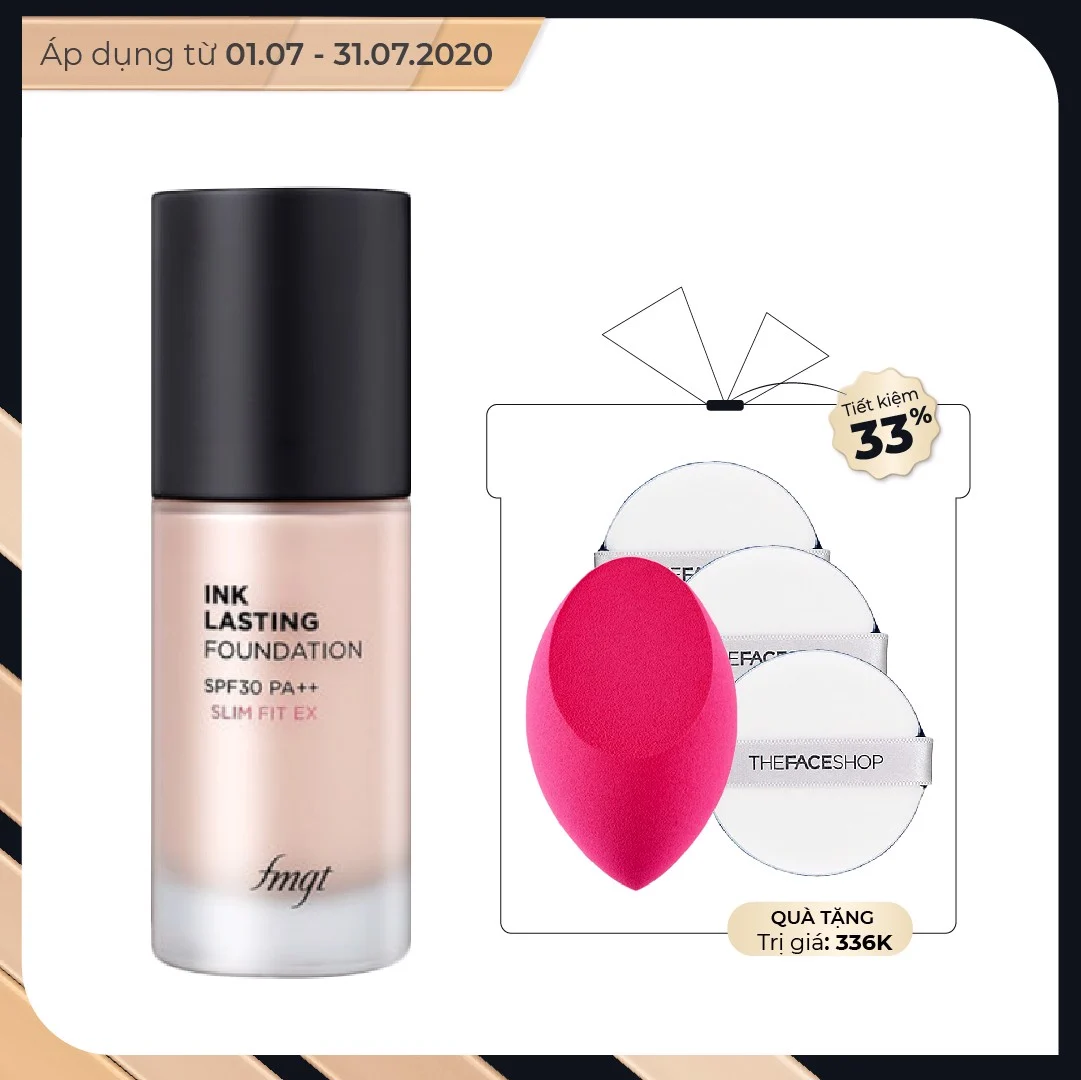 Áp dụng từ 01.07 - 31.07.2020
INK
LASTING
FOUNDATION
SPF30 PA++
SLIM FIT EX
fmgt
Tiết kiệm
33%
THEFACESHOP
QUÀ TẶNG
Trị giá: 336K